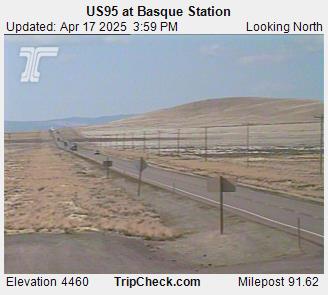 US95 at Basque Station
Updated: Apr 17 2025 3:59 PM Looking North
Elevation 4460 TripCheck.com Milepost 91.62